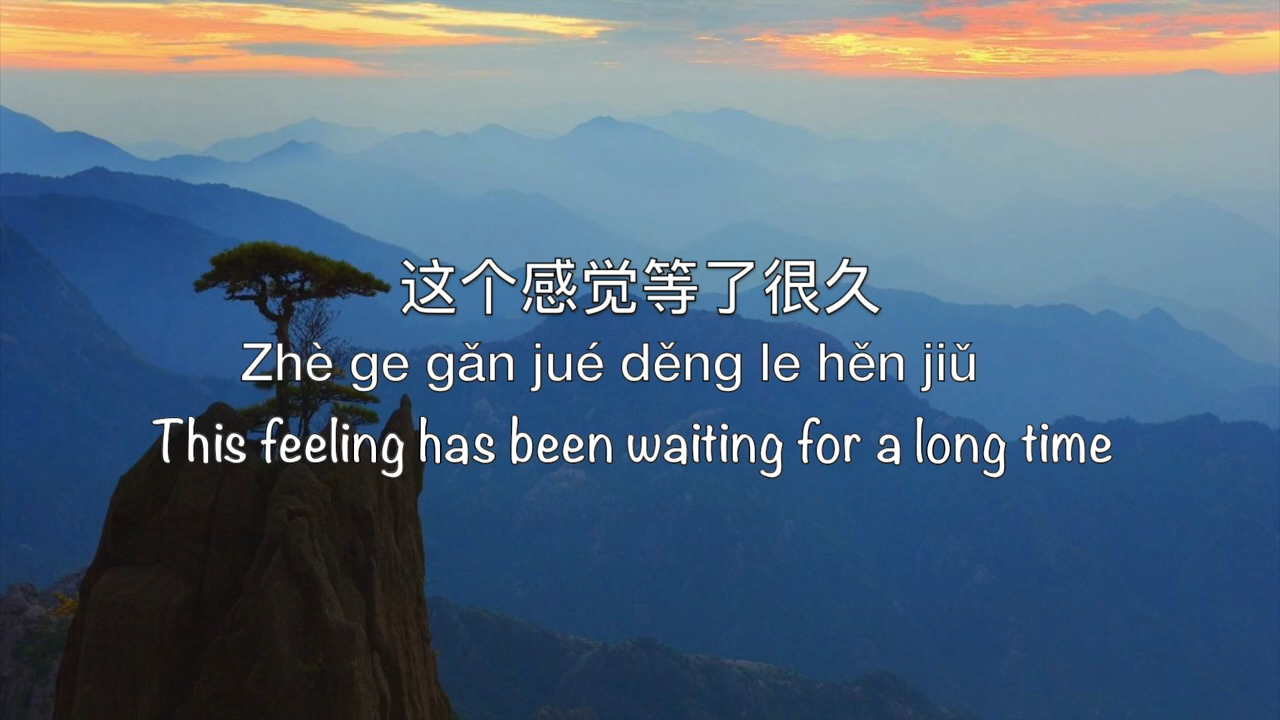 这个感觉等了很久
Zhè ge gǎn jué děng le hěn jiǔ
This feeling has been waiting for a long time